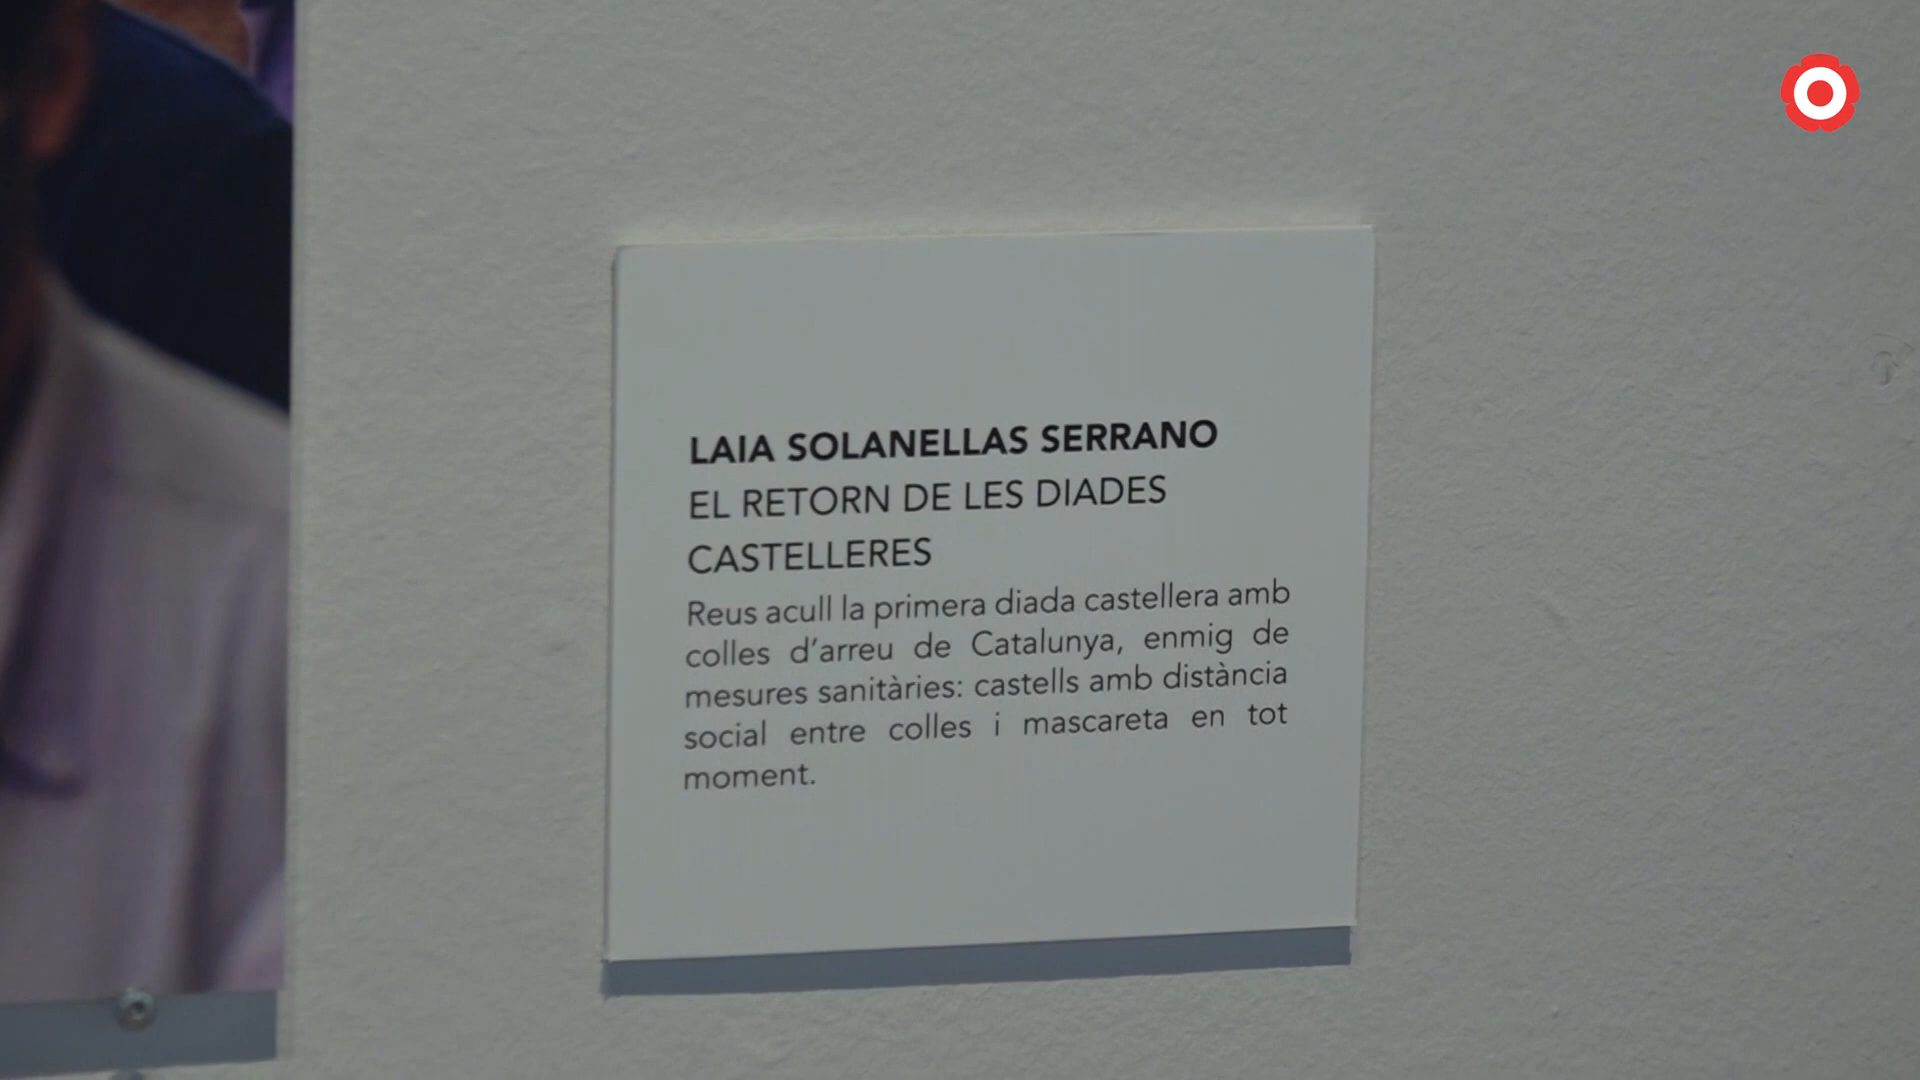 LAIA SOLANELLAS SERRANO
EL RETORN DE LES DIADES
CASTELLERES
Reus acull la primera diada castellera amb
colles d'arreu de Catalunya, enmig de
mesures sanitàries: castells amb distància
social entre colles i mascareta en tot
moment.